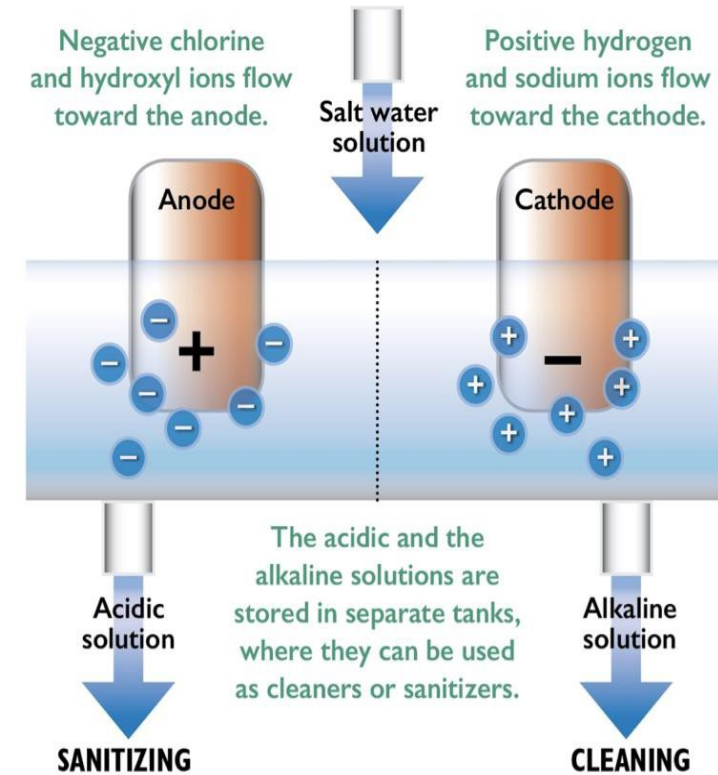 Negative chlorine
and hydroxyl ions flow
toward the anode.
Salt water
solution
Positive hydrogen
and sodium ions flow
toward the cathode.
Anode
Cathode
+
−
− − − − − − −
+ + + + + + +
The acidic and the
alkaline solutions are
stored in separate tanks,
where they can be used
as cleaners or sanitizers.
Acidic
solution
Alkaline
solution
SANITIZING
CLEANING